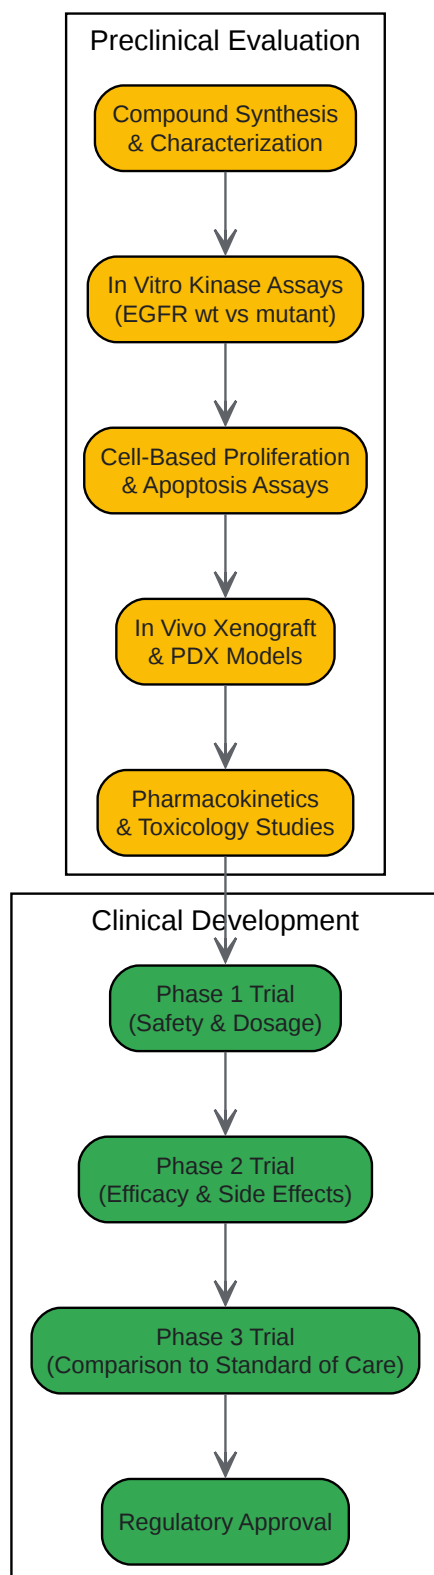 Preclinical Evaluation
Compound Synthesis
& Characterization
In Vitro Kinase Assays
(EGFR wt vs mutant)
Cell-Based Proliferation
& Apoptosis Assays
In Vivo Xenograft
& PDX Models
Pharmacokinetics
& Toxicology Studies
Clinical Development
Phase 1 Trial
(Safety & Dosage)
Phase 2 Trial
(Efficacy & Side Effects)
Phase 3 Trial
(Comparison to Standard of Care)
Regulatory Approval